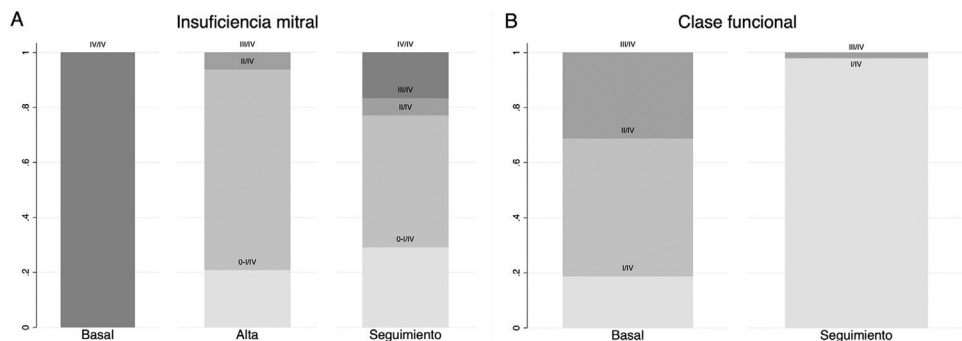 A
Insuficiencia mitral
IV/IV
III/IV
IV/IV
1
II/IV
III/IV
.8
II/IV
.6
.4
0-I/IV
0-I/IV
.2
0
Basal
Alta
Seguimiento
B
Clase funcional
III/IV
III/IV
1
I/IV
.8
II/IV
.6
.4
I/IV
.2
0
Basal
Seguimiento